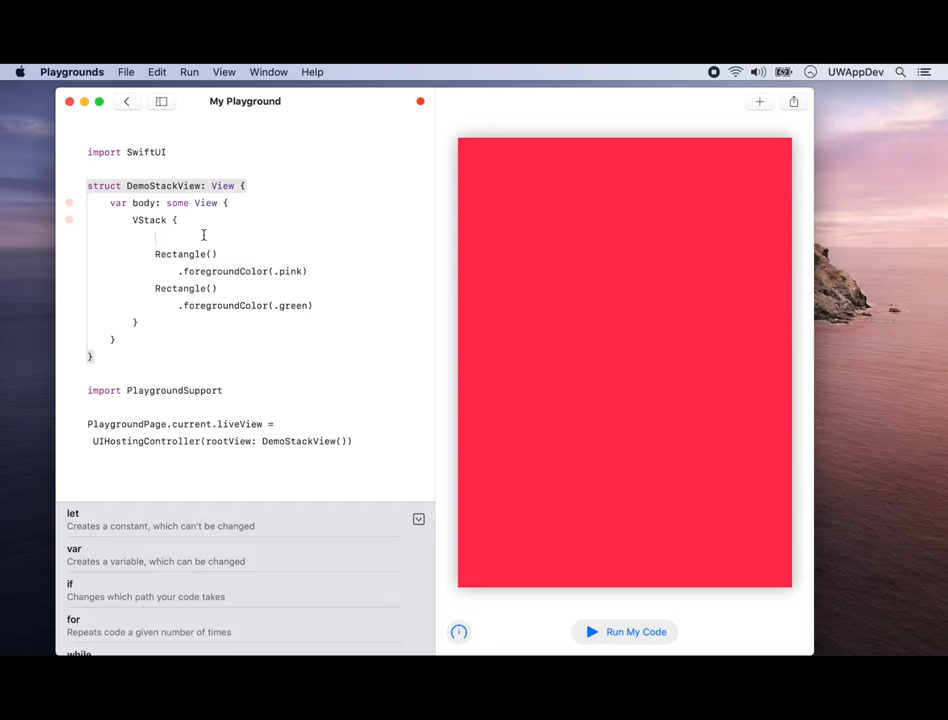 Playgrounds File Edit Run View Window Help UWAppDev
My Playground
import SwiftUI
struct DemoStackView: View {
var body: some View {
VStack {
Rectangle()
.foregroundColor(.pink)
Rectangle()
.foregroundColor(.green)
}
}
}
import PlaygroundSupport
PlaygroundPage.current.liveView =
UIHostingController(rootView: DemoStackView())
let
Creates a constant, which can't be changed
var
Creates a variable, which can be changed
if
Changes which path your code takes
for
Repeats code a given number of times
while
Run My Code